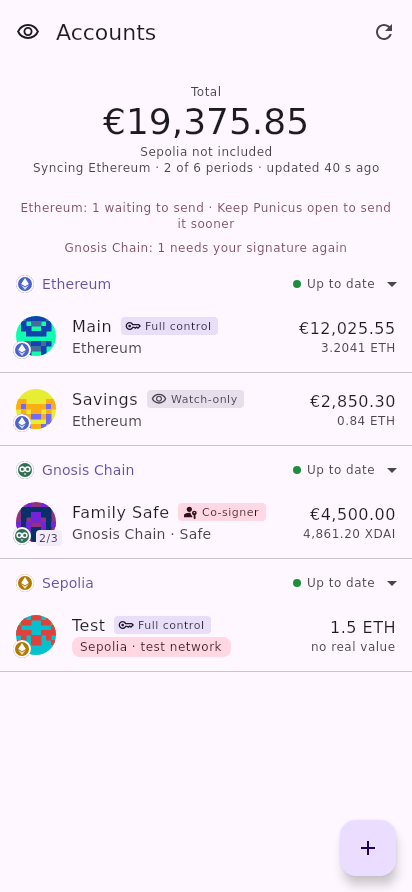 Accounts
Total
€19,375.85
Sepolia not included
Syncing Ethereum · 2 of 6 periods · updated 40 s ago
Ethereum: 1 waiting to send · Keep Punicus open to send
it sooner
Gnosis Chain: 1 needs your signature again
Ethereum Up to date
Main Full control €12,025.55
Ethereum 3.2041 ETH
Savings Watch-only €2,850.30
Ethereum 0.84 ETH
Gnosis Chain Up to date
Family Safe Co-signer €4,500.00
2/3 Gnosis Chain · Safe 4,861.20 XDAI
Sepolia Up to date
Test Full control 1.5 ETH
Sepolia · test network no real value